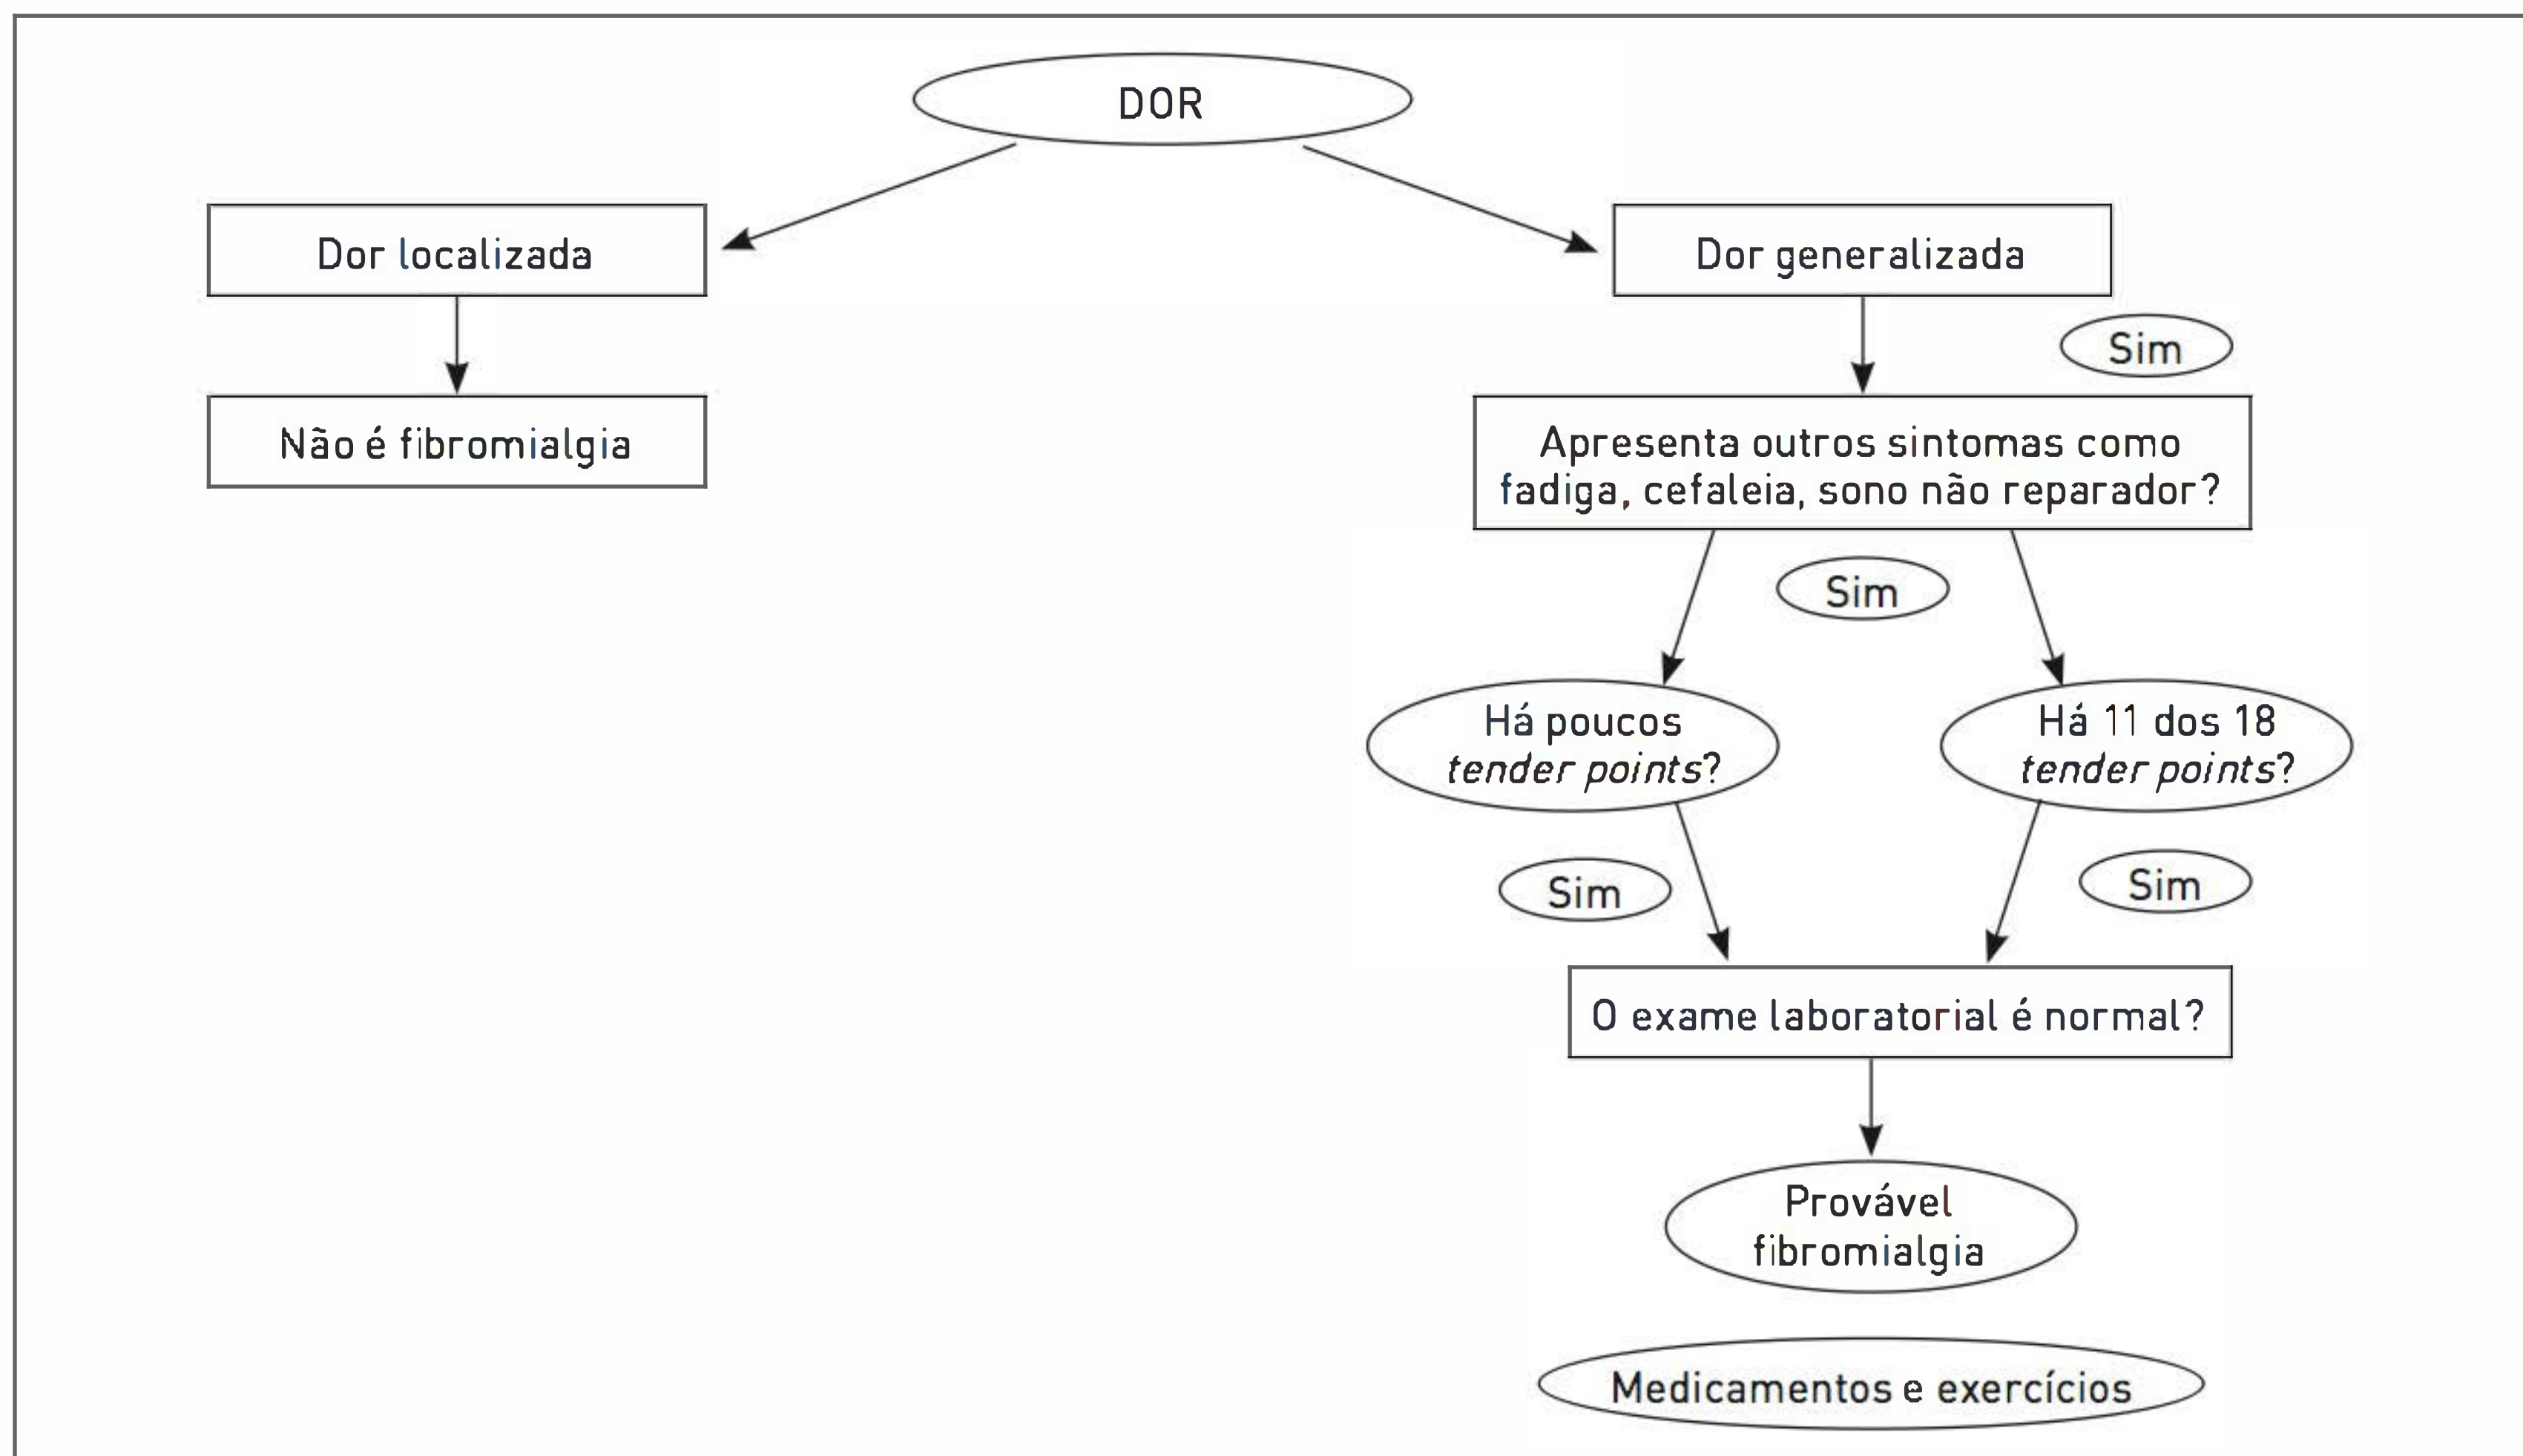 DOR
Dor localizada
Dor generalizada
Sim
Não é fibromialgia
Apresenta outros sintomas como
fadiga, cefaleia, sono não reparador?
Sim
Há poucos
tender points?
Há 11 dos 18
tender points?
Sim
Sim
O exame laboratorial é normal?
Provável
fibromialgia
Medicamentos e exercícios